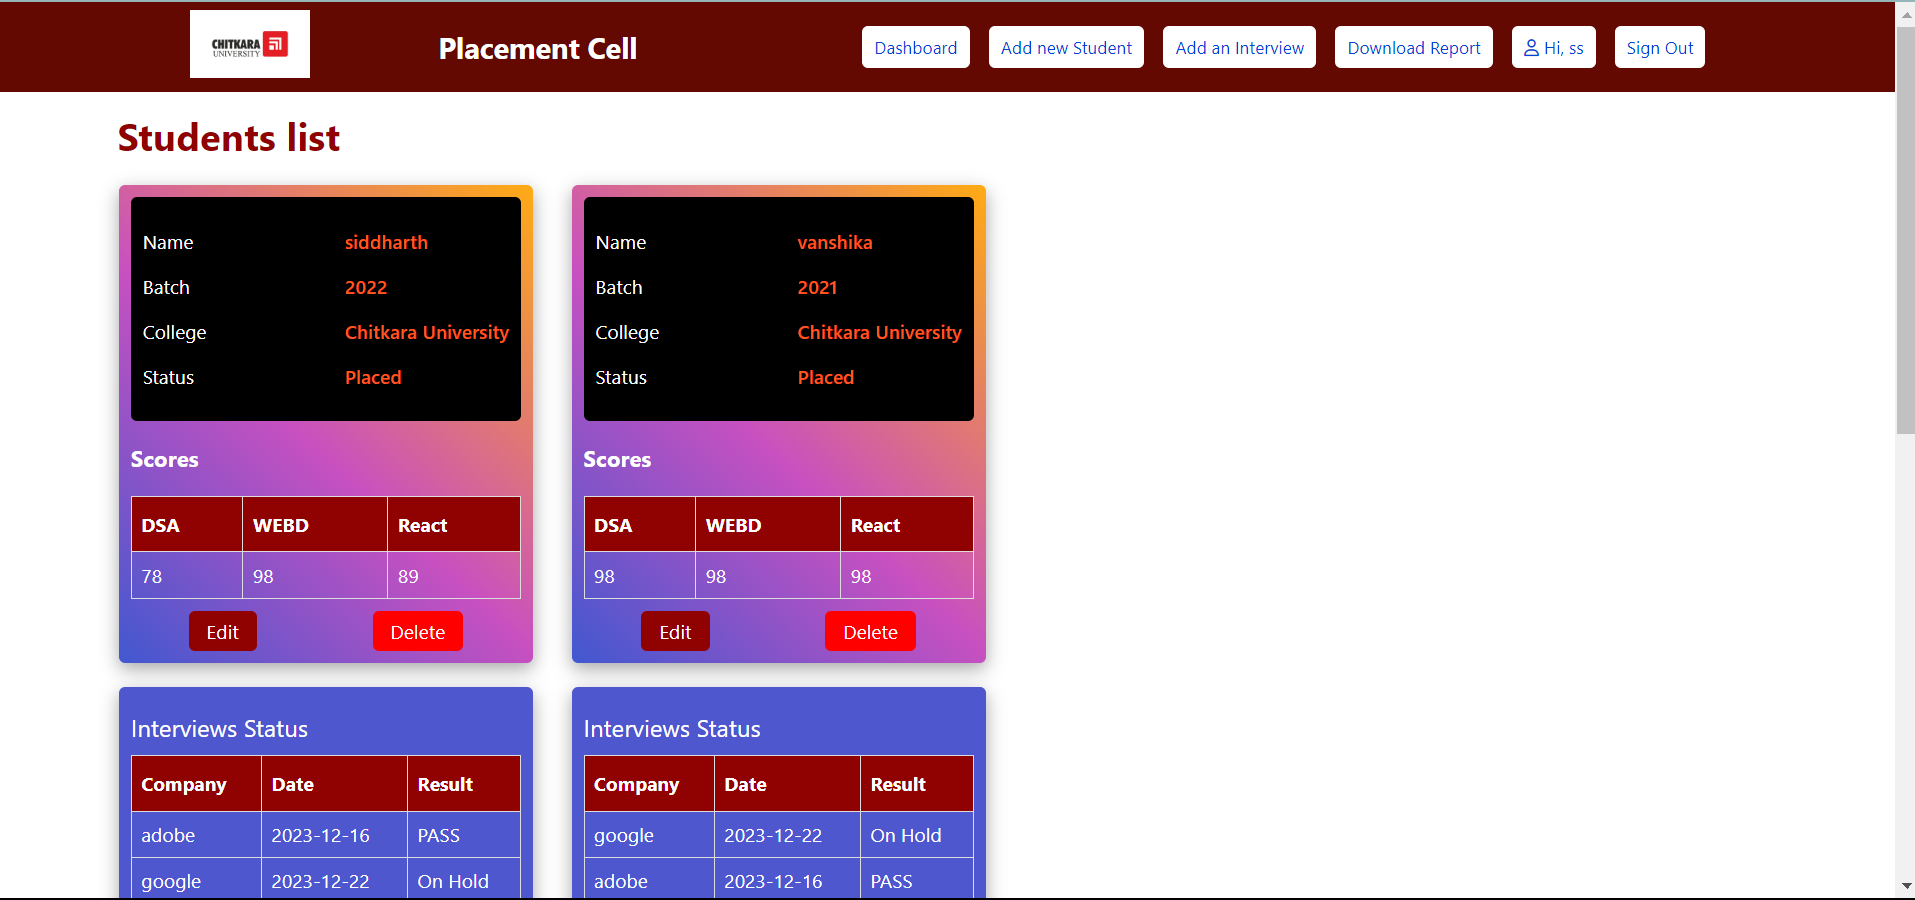 CHITKARA
UNIVERSITY
Placement Cell
Dashboard
Add new Student
Add an Interview
Download Report
Hi, ss
Sign Out
Students list
Name siddharth
Batch 2022
College Chitkara University
Status Placed
Scores
DSA WEBD React
78 98 89
Edit Delete
Interviews Status
Company Date Result
adobe 2023-12-16 PASS
google 2023-12-22 On Hold
Name vanshika
Batch 2021
College Chitkara University
Status Placed
Scores
DSA WEBD React
98 98 98
Edit Delete
Interviews Status
Company Date Result
google 2023-12-22 On Hold
adobe 2023-12-16 PASS